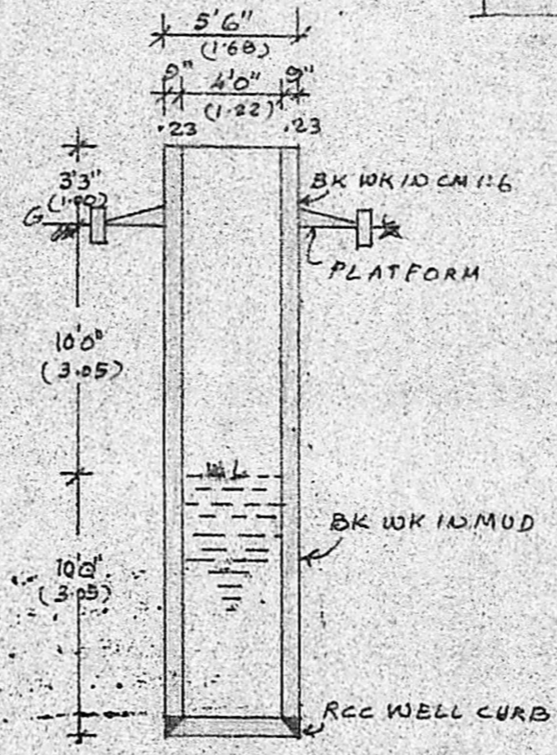 5'6"
(1.68)
9" 4'0" 9"
(1.22)
.23 .23
3'3"
(1.00)
BK WK IN CM 1:6
G
PLATFORM
10'0"
(3.05)
WL
BK WK IN MUD
10'0"
(3.05)
RCC WELL CURB